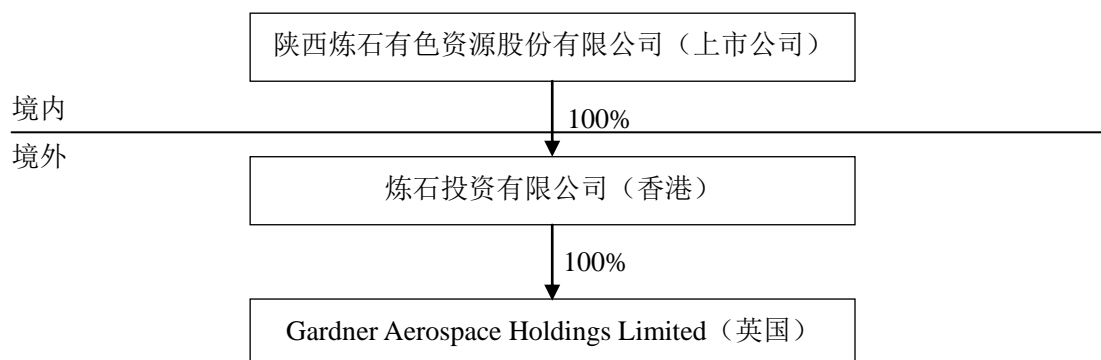 陕西炼石有色资源股份有限公司（上市公司）
境内
100%
境外
炼石投资有限公司（香港）
100%
Gardner Aerospace Holdings Limited（英国）